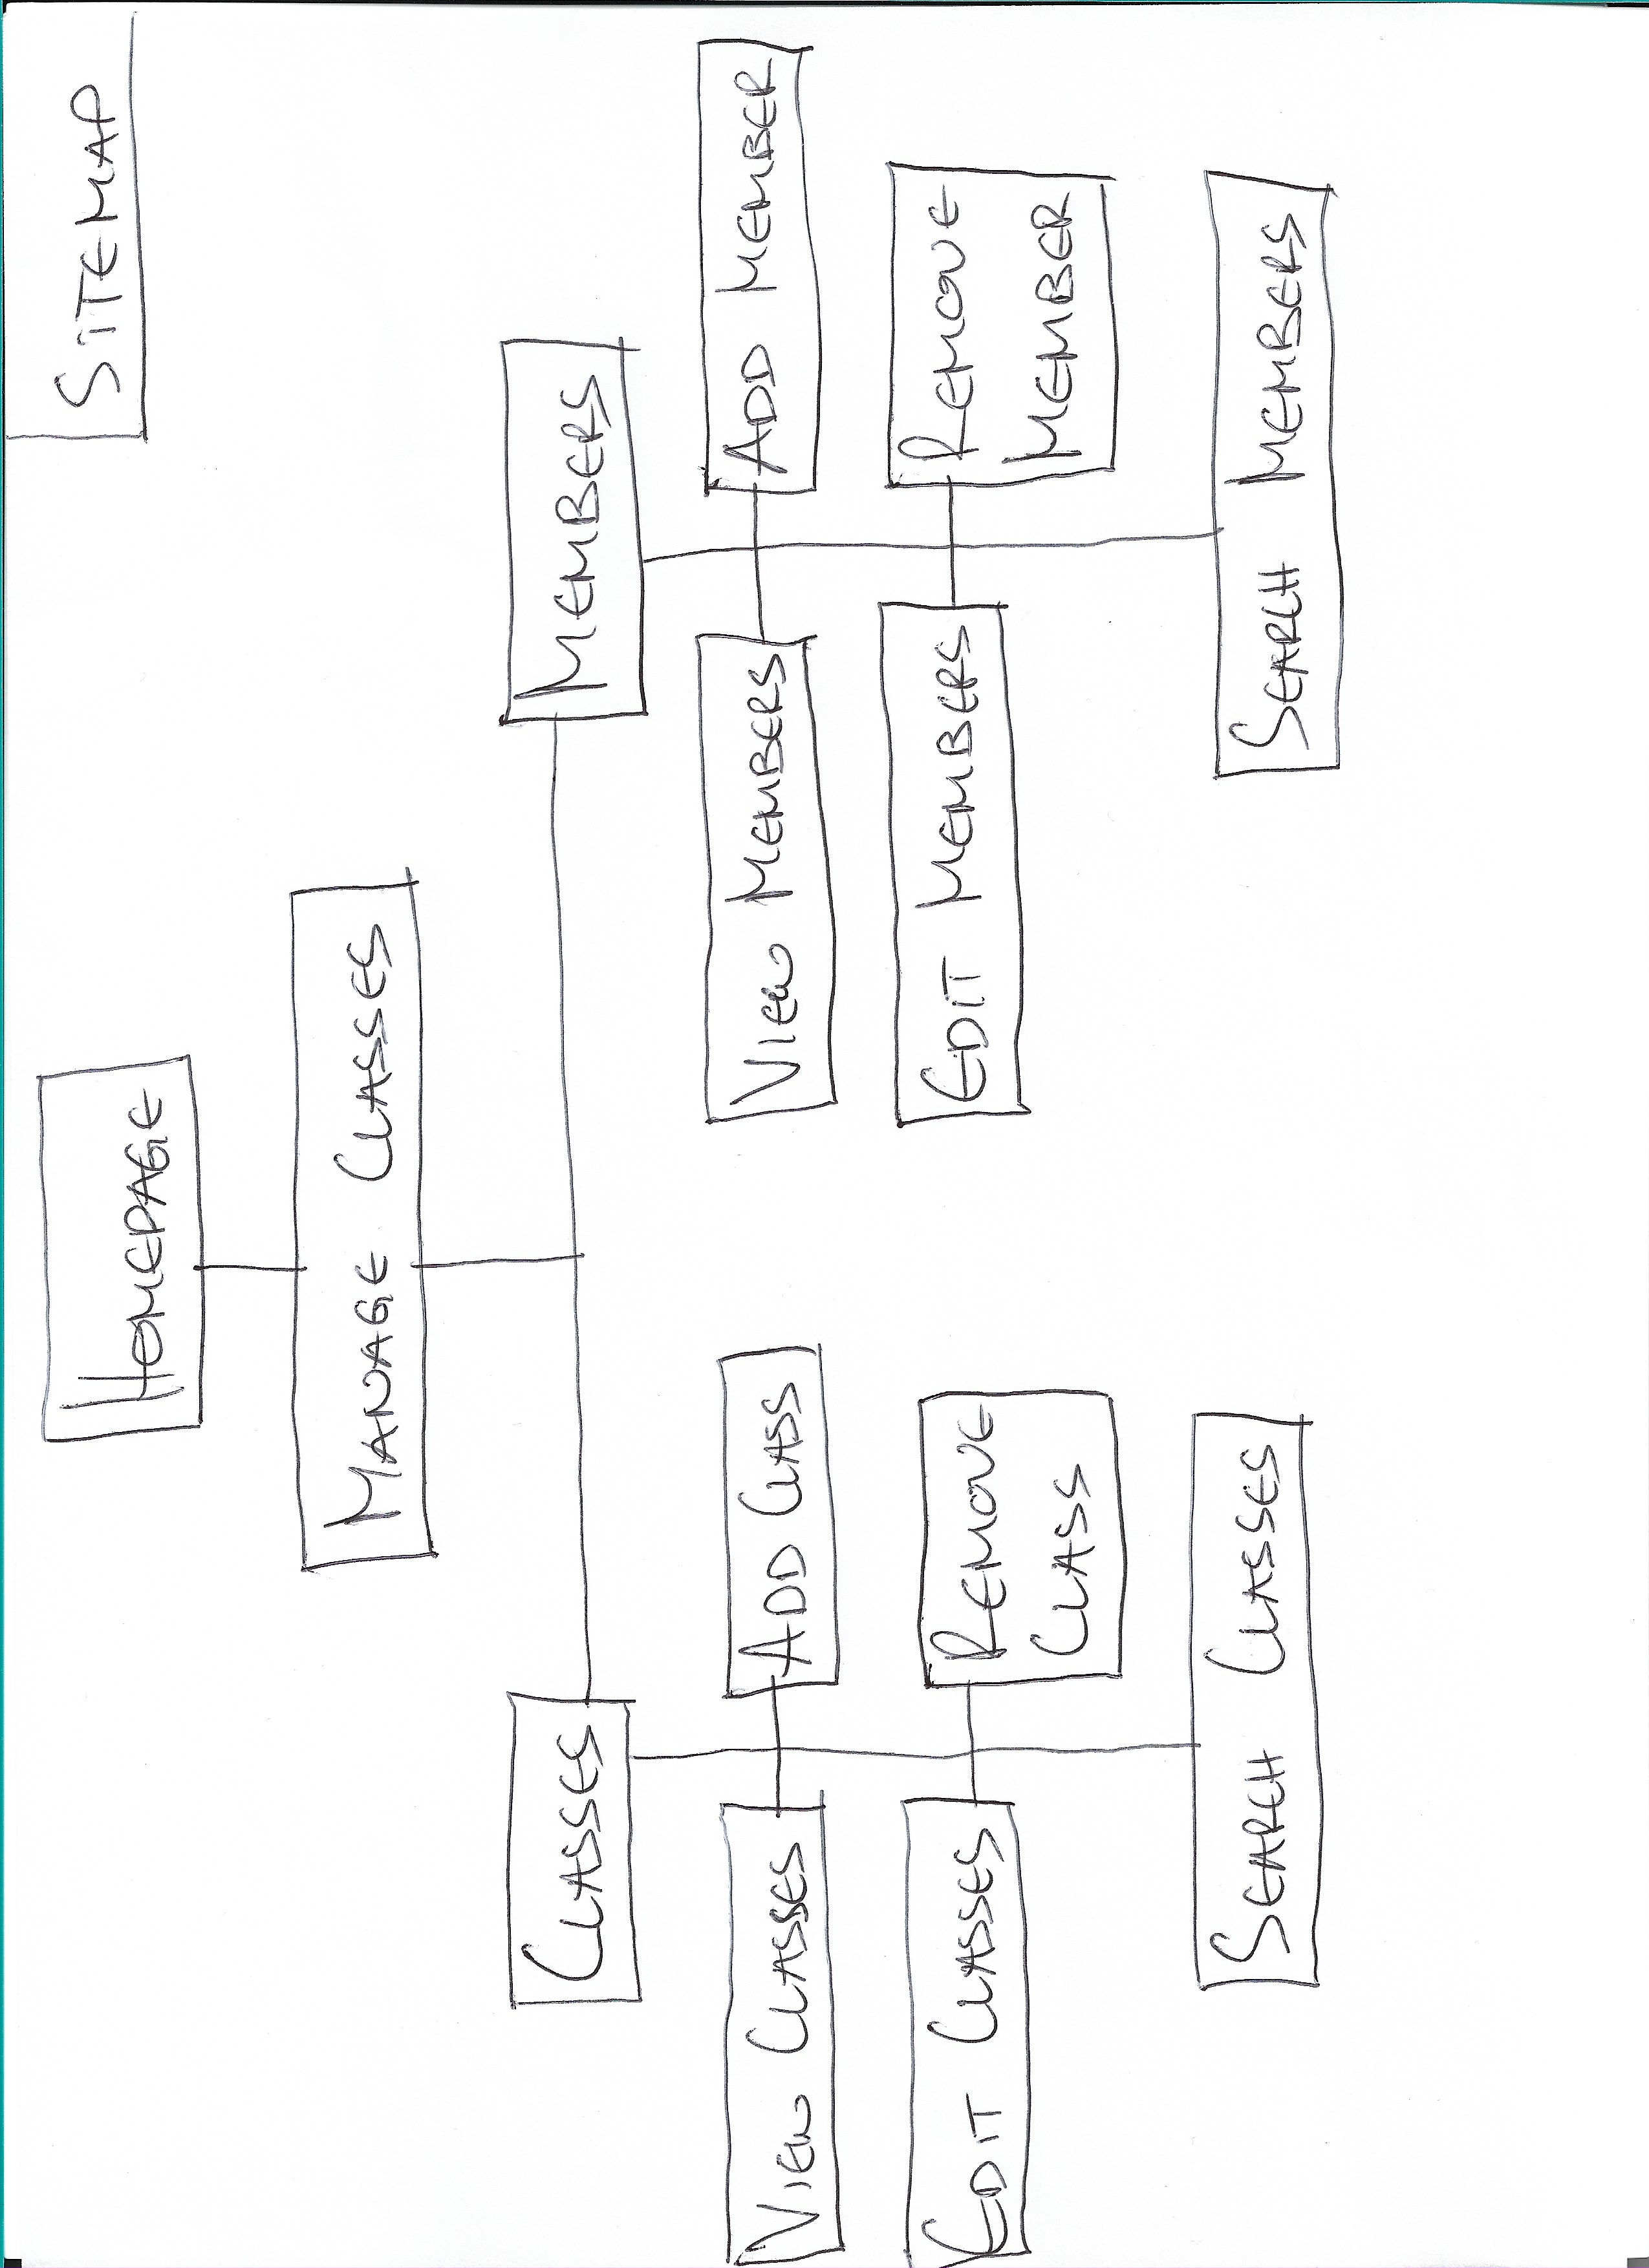 SITEMAP
HOMEPAGE
MANAGE CLASSES
CLASSES
MEMBERS
VIEW CLASSES
ADD CLASS
VIEW MEMBERS
ADD MEMBER
EDIT CLASSES
REMOVE
CLASS
EDIT MEMBERS
REMOVE
MEMBER
SEARCH CLASSES
SEARCH MEMBERS